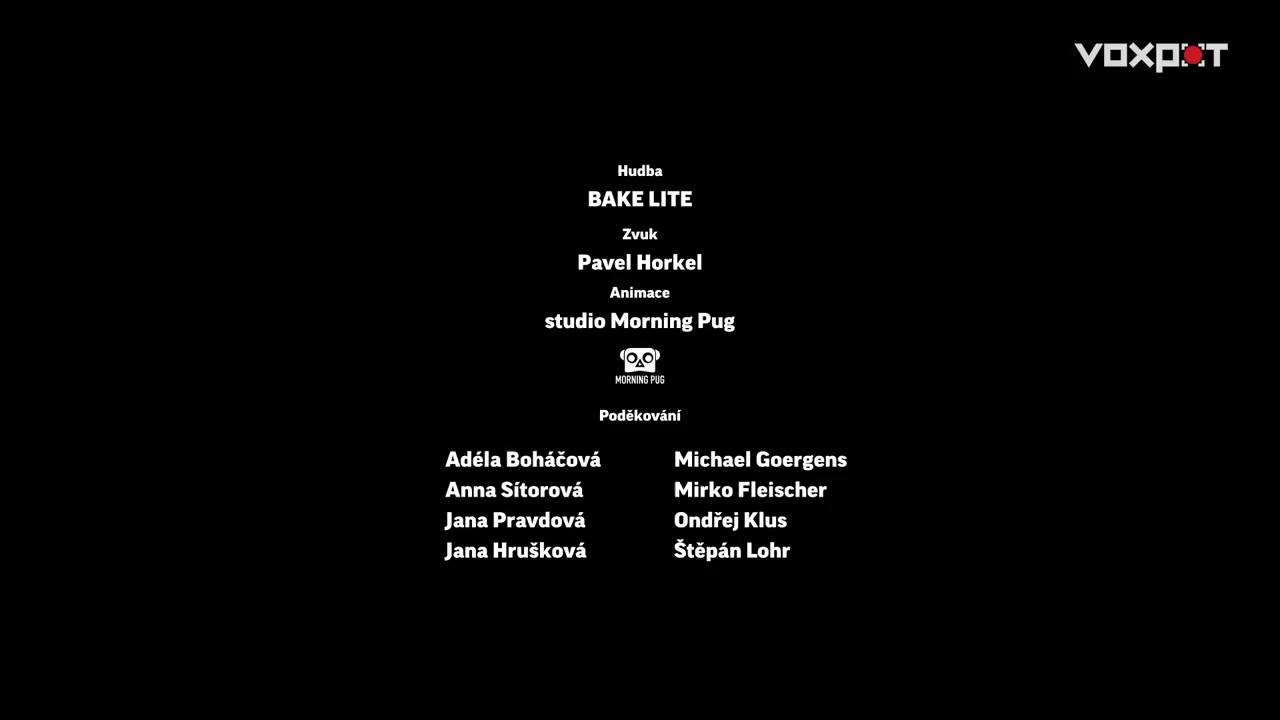 VOXPOT
Hudba
BAKE LITE
Zvuk
Pavel Horkel
Animace
studio Morning Pug
MORNING PUG
Poděkování
Adéla Boháčová
Anna Sítorová
Jana Pravdová
Jana Hrušková
Michael Goergens
Mirko Fleischer
Ondřej Klus
Štěpán Lohr